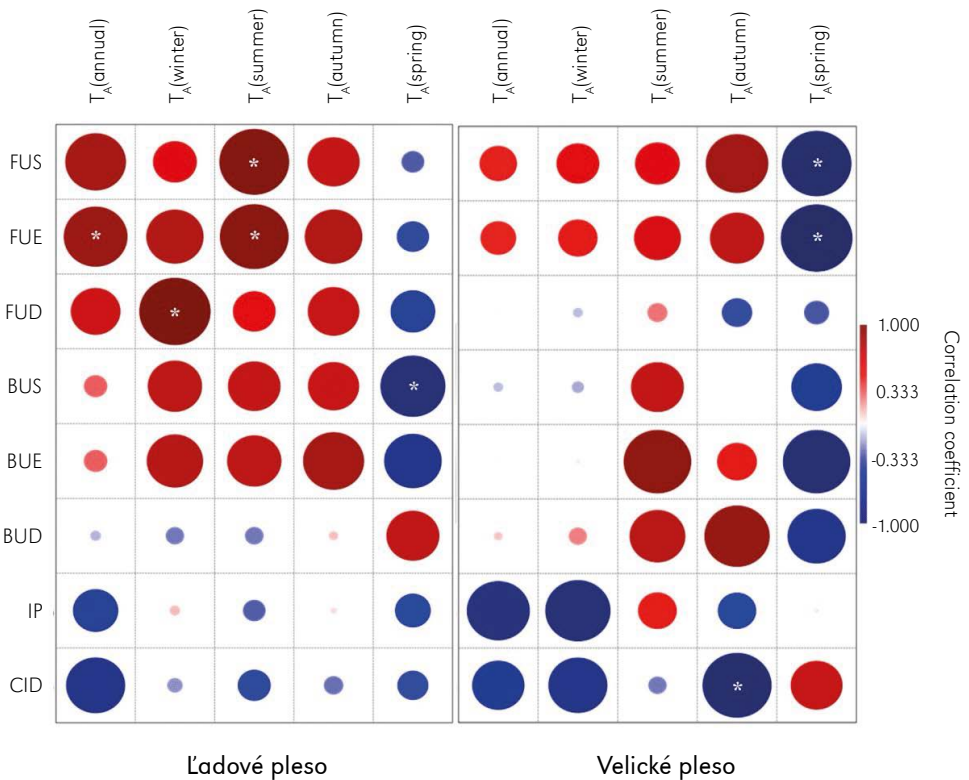 T_A(annual) T_A(winter) T_A(summer) T_A(autumn) T_A(spring) T_A(annual) T_A(winter) T_A(summer) T_A(autumn) T_A(spring)
FUS * *
FUE * * *
FUD *
BUS *
BUE
BUD
IP
CID *
1.000
0.333
-0.333
-1.000
Correlation coefficient
Ľadové pleso Velické pleso